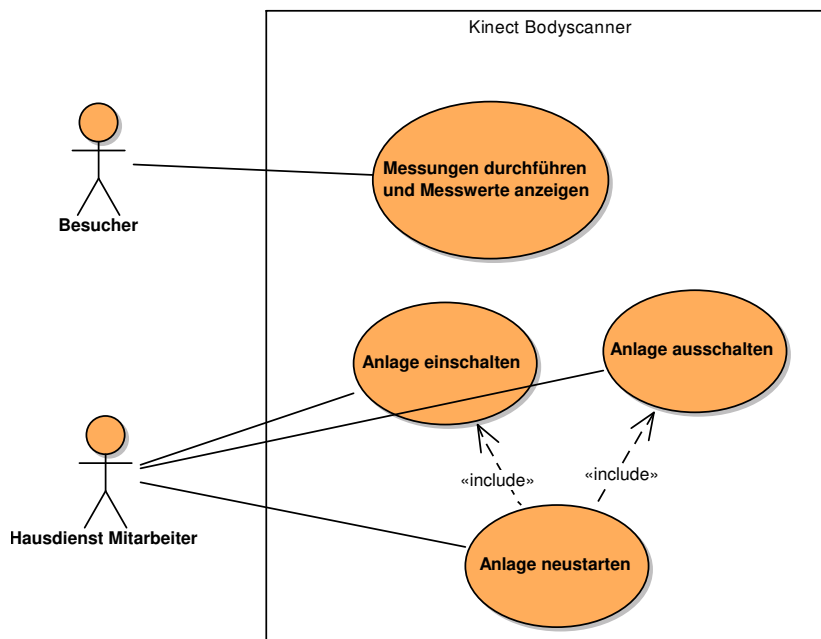 Kinect Bodyscanner
Messungen durchführen
und Messwerte anzeigen
Besucher
Anlage einschalten
Anlage ausschalten
«include»
«include»
Hausdienst Mitarbeiter
Anlage neustarten